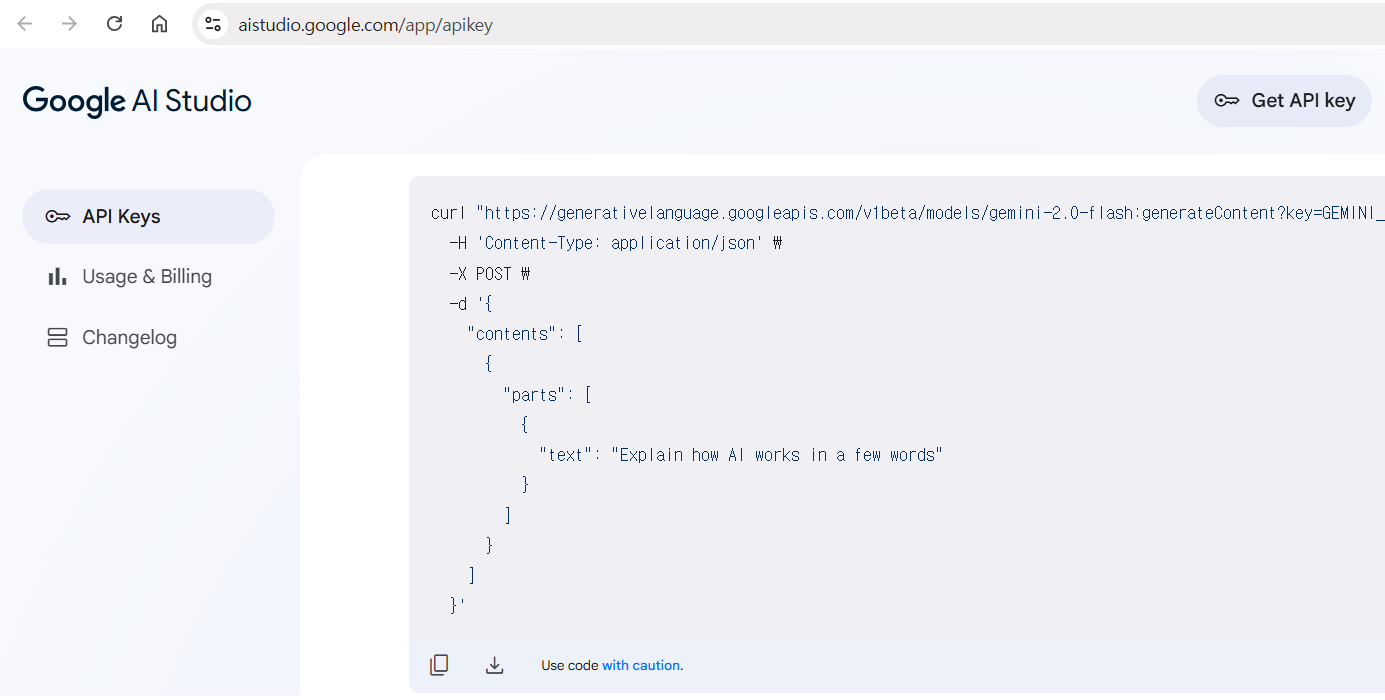 aistudio.google.com/app/apikey
Google AI Studio
Get API key
API Keys
Usage & Billing
Changelog
curl "https://generativelanguage.googleapis.com/v1beta/models/gemini-2.0-flash:generateContent?key=GEMINI_
-H 'Content-Type: application/json' ₩
-X POST ₩
-d '{
"contents": [
{
"parts": [
{
"text": "Explain how AI works in a few words"
}
]
}
]
}'
Use code with caution.